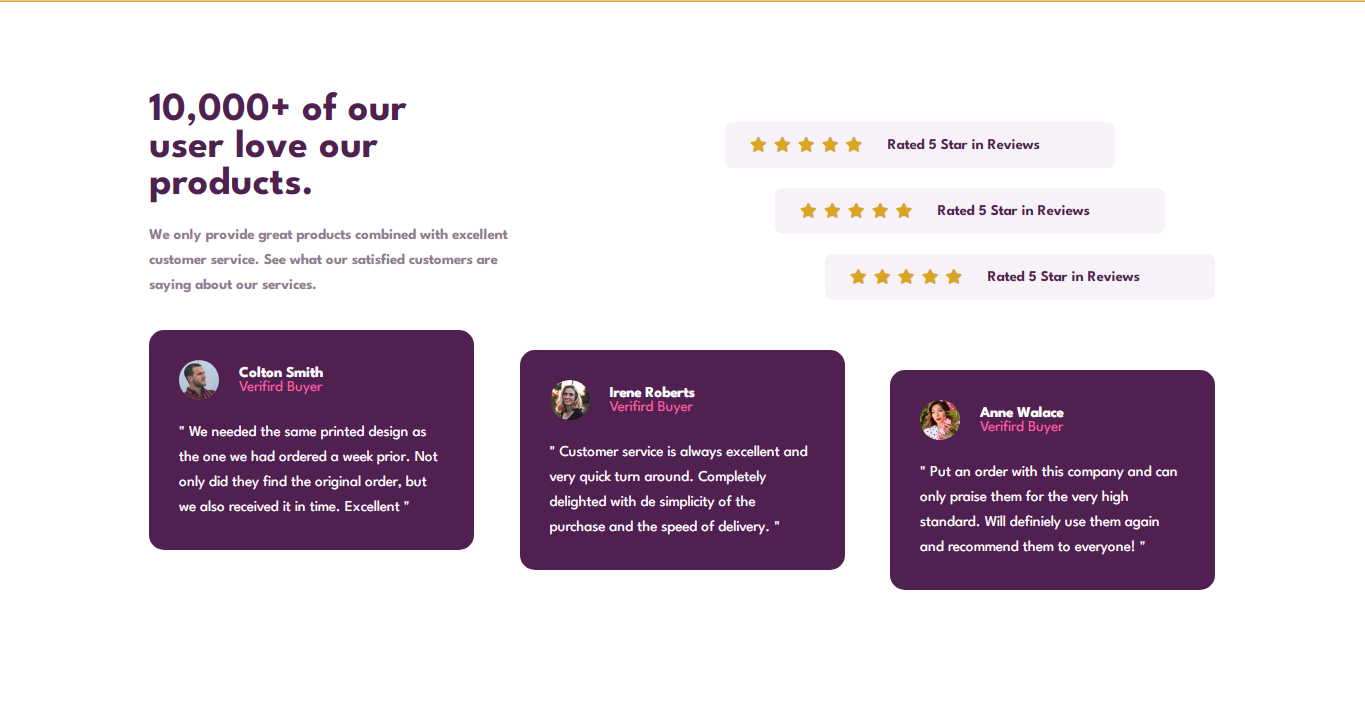 10,000+ of our
user love our
products.
We only provide great products combined with excellent
customer service. See what our satisfied customers are
saying about our services.
Rated 5 Star in Reviews
Rated 5 Star in Reviews
Rated 5 Star in Reviews
Colton Smith
Verifird Buyer
" We needed the same printed design as
the one we had ordered a week prior. Not
only did they find the original order, but
we also received it in time. Excellent "
Irene Roberts
Verifird Buyer
" Customer service is always excellent and
very quick turn around. Completely
delighted with de simplicity of the
purchase and the speed of delivery. "
Anne Walace
Verifird Buyer
" Put an order with this company and can
only praise them for the very high
standard. Will definiely use them again
and recommend them to everyone! "